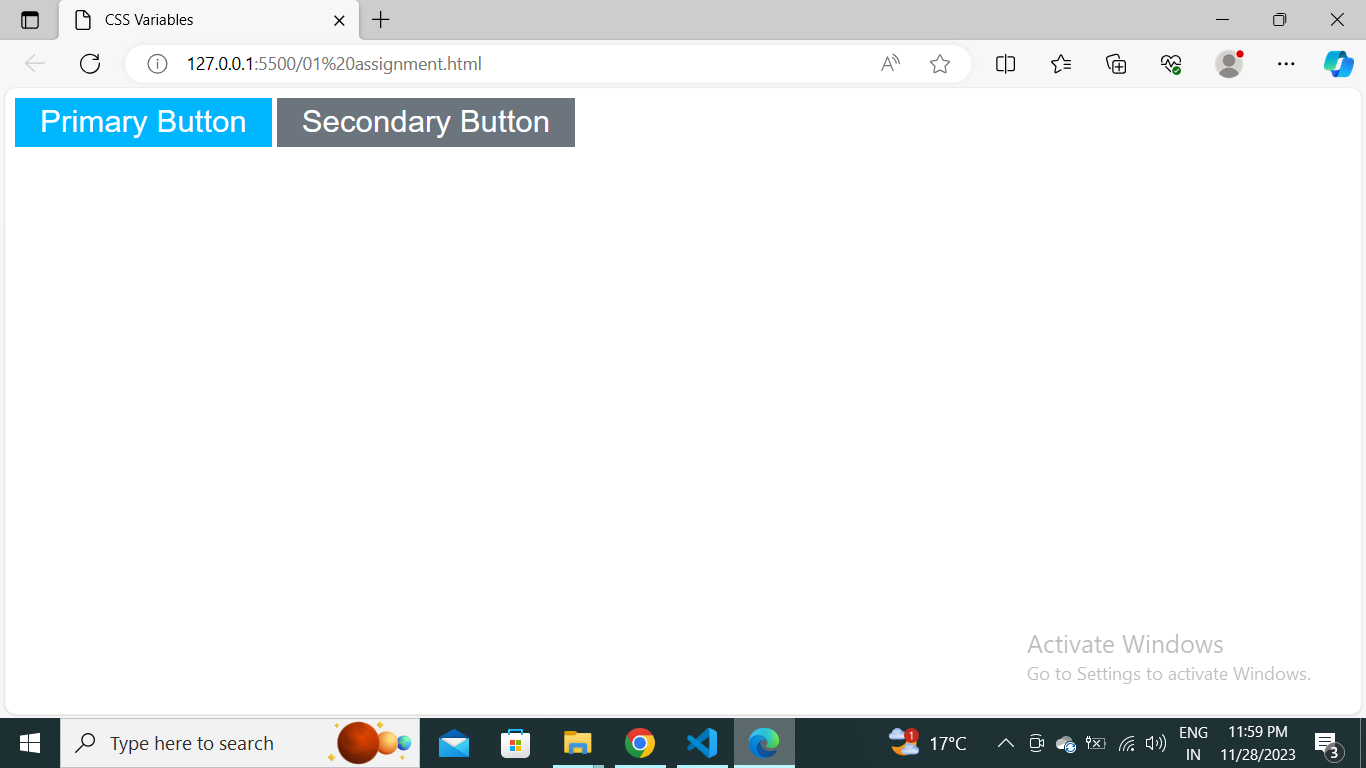 CSS Variables
127.0.0.1:5500/01%20assignment.html
Primary Button Secondary Button
Activate Windows
Go to Settings to activate Windows.
Type here to search
1
17°C
ENG
IN
11:59 PM
11/28/2023
3